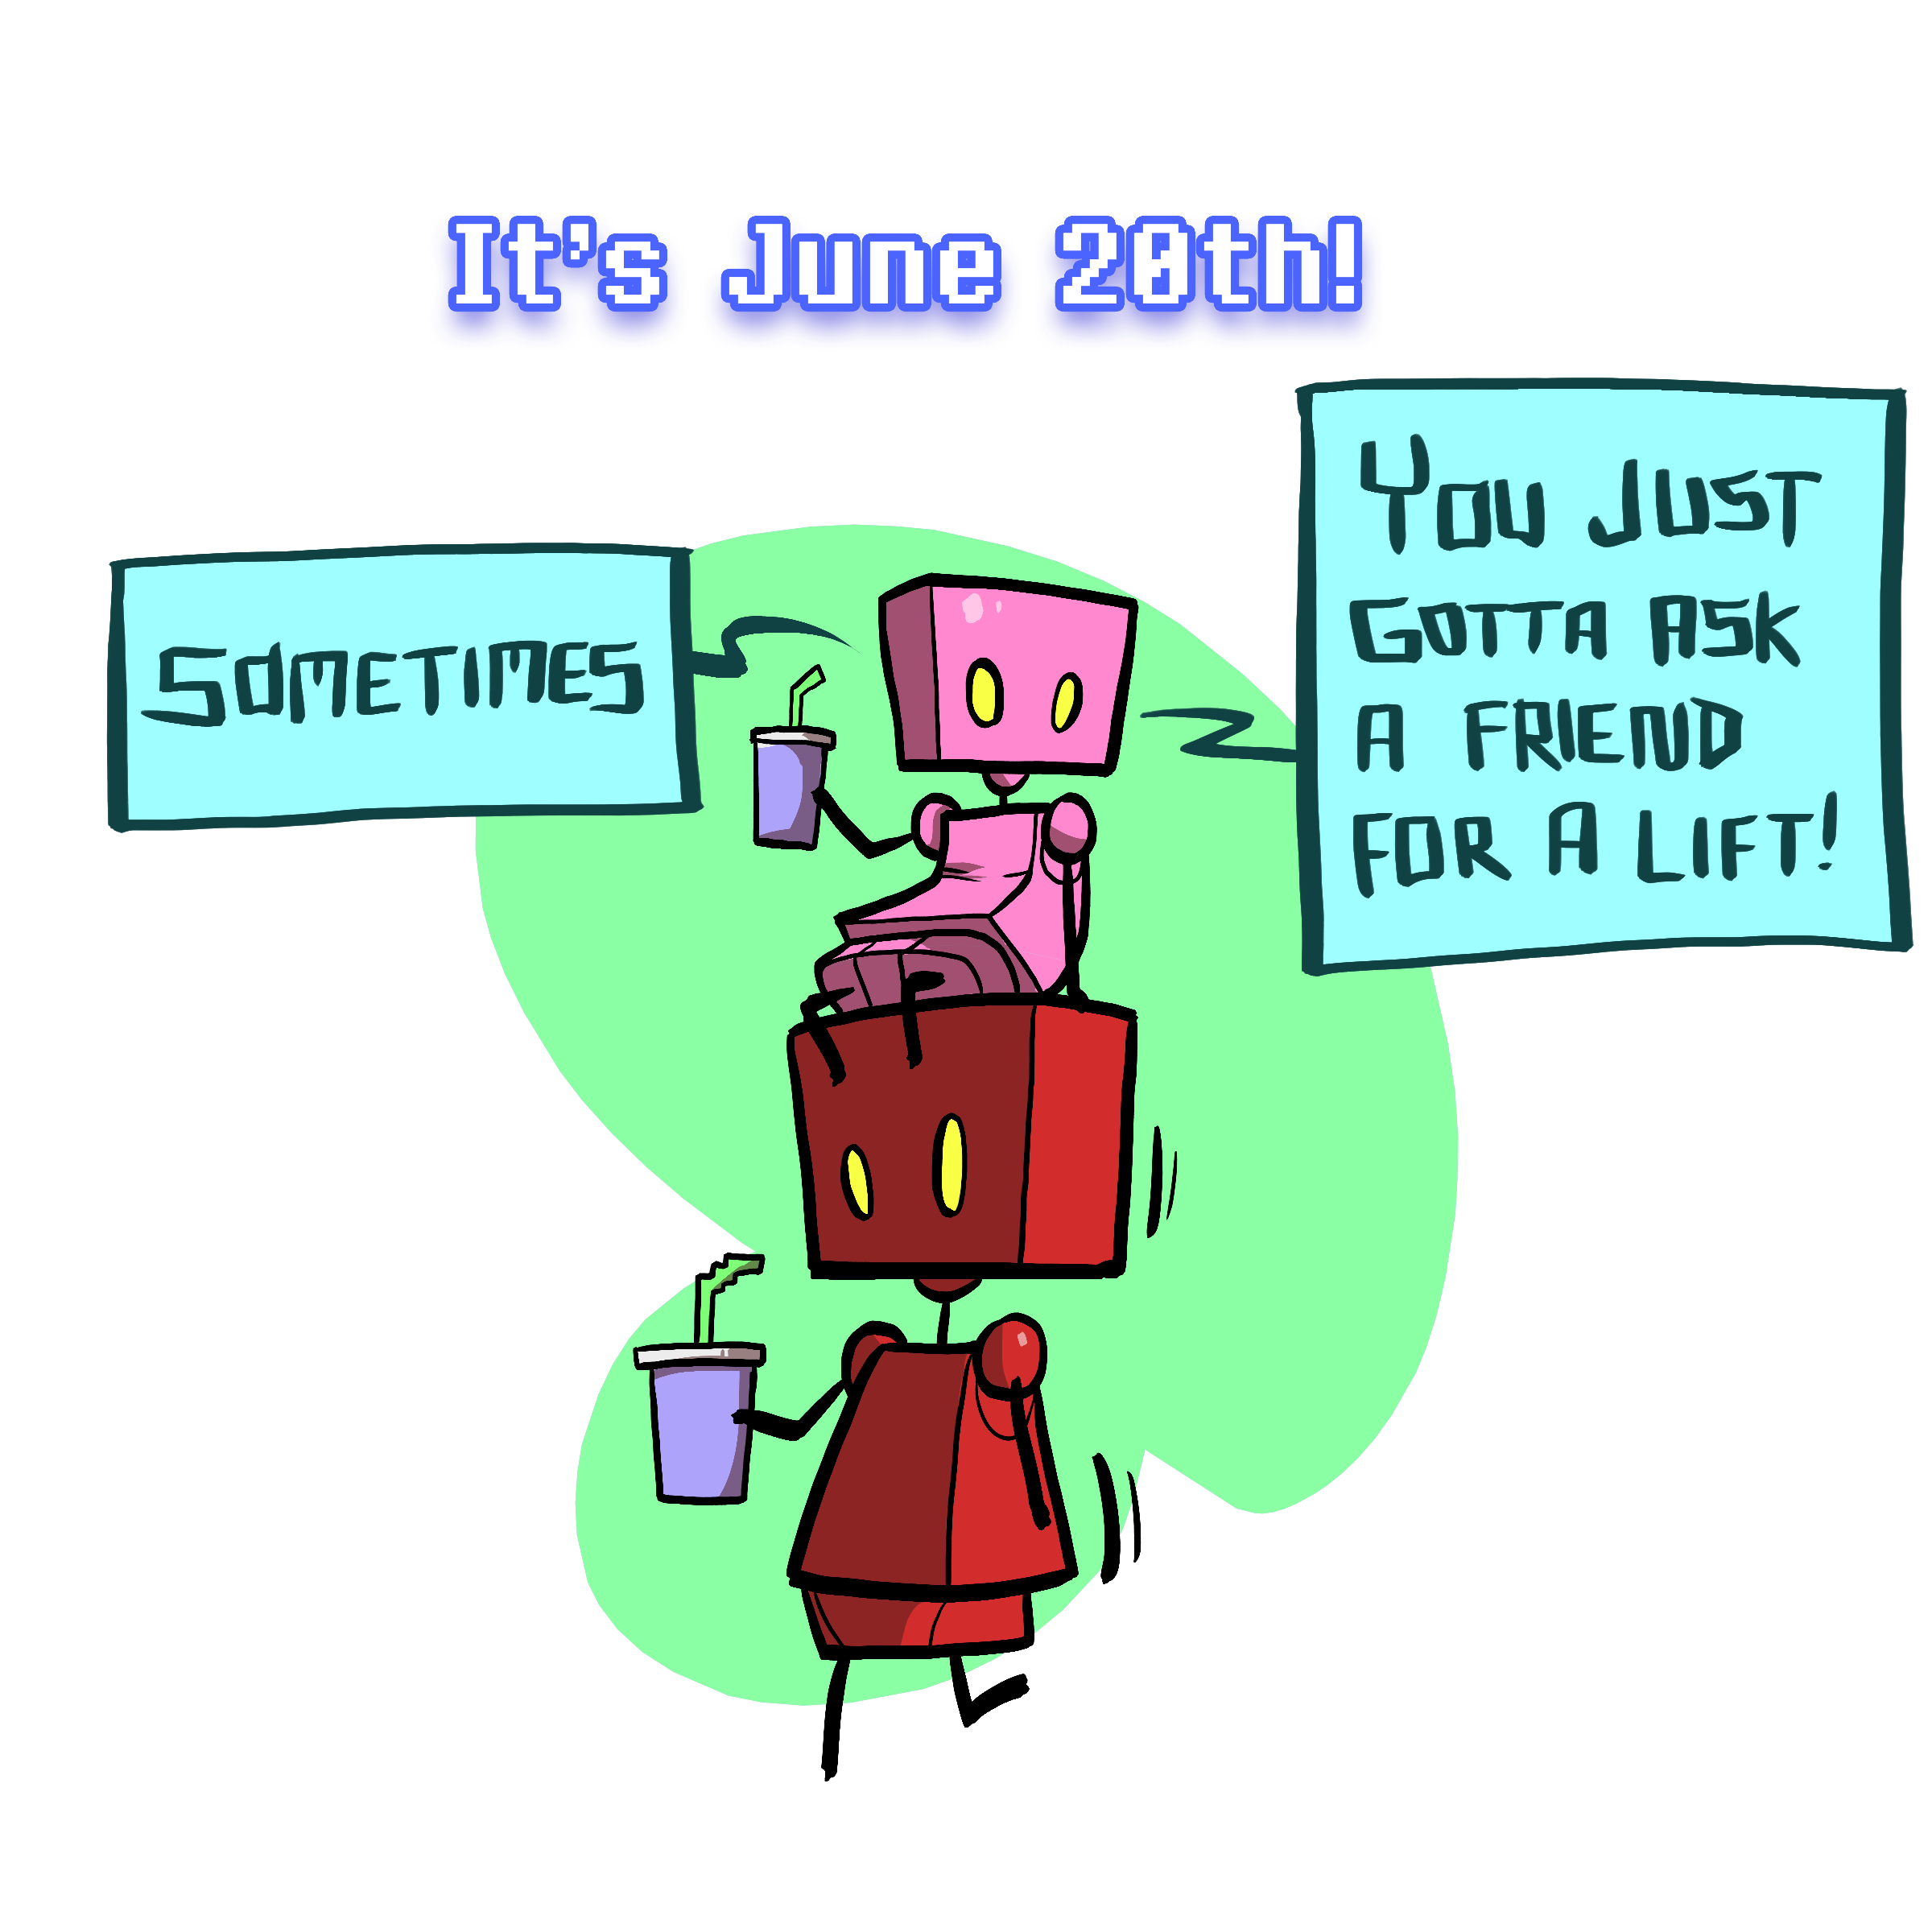 It's June 20th!
SOMETIMES
YOU JUST
GOTTA ASK
A FRIEND
FOR A LIFT!